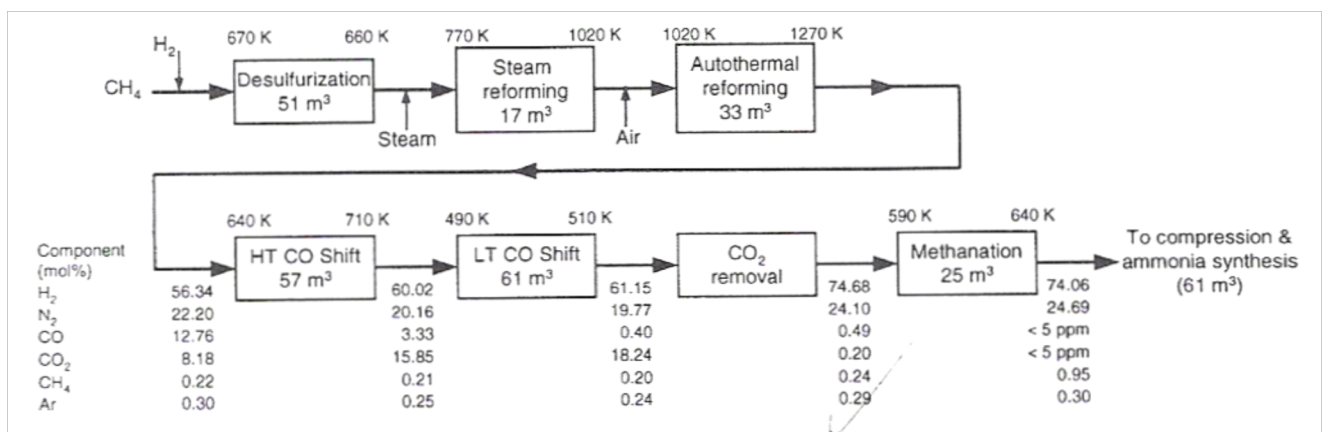 H₂
670 K 660 K 770 K 1020 K 1020 K 1270 K
CH₄
Desulfurization
51 m³
Steam
Steam
reforming
17 m³
Air
Autothermal
reforming
33 m³
640 K 710 K 490 K 510 K 590 K 640 K
HT CO Shift
57 m³
LT CO Shift
61 m³
CO₂
removal
Methanation
25 m³
To compression &
ammonia synthesis
(61 m³)
Component
(mol%)
H₂ 56.34 60.02 61.15 74.68 74.06
N₂ 22.20 20.16 19.77 24.10 24.69
CO 12.76 3.33 0.40 0.49 < 5 ppm
CO₂ 8.18 15.85 18.24 0.20 < 5 ppm
CH₄ 0.22 0.21 0.20 0.24 0.95
Ar 0.30 0.25 0.24 0.29 0.30